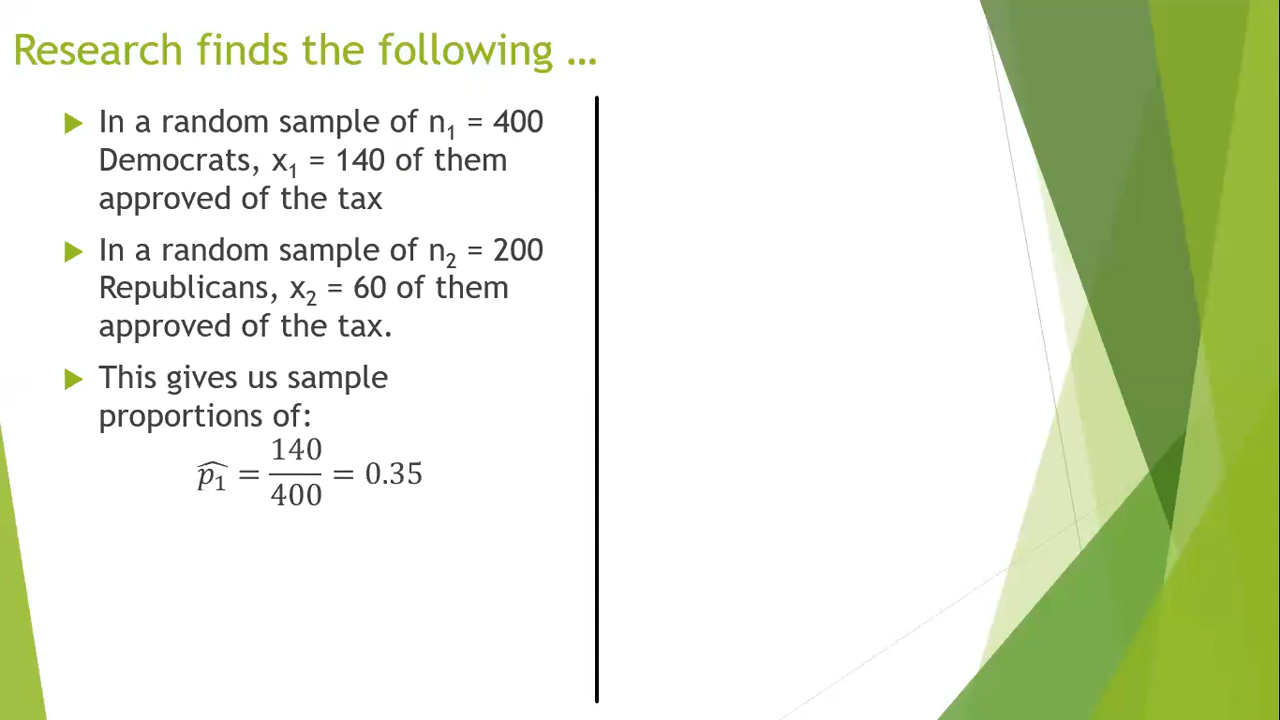 Research finds the following …
In a random sample of n₁ = 400
Democrats, x₁ = 140 of them
approved of the tax
In a random sample of n₂ = 200
Republicans, x₂ = 60 of them
approved of the tax.
This gives us sample
proportions of:
p̂₁ = 140/400 = 0.35